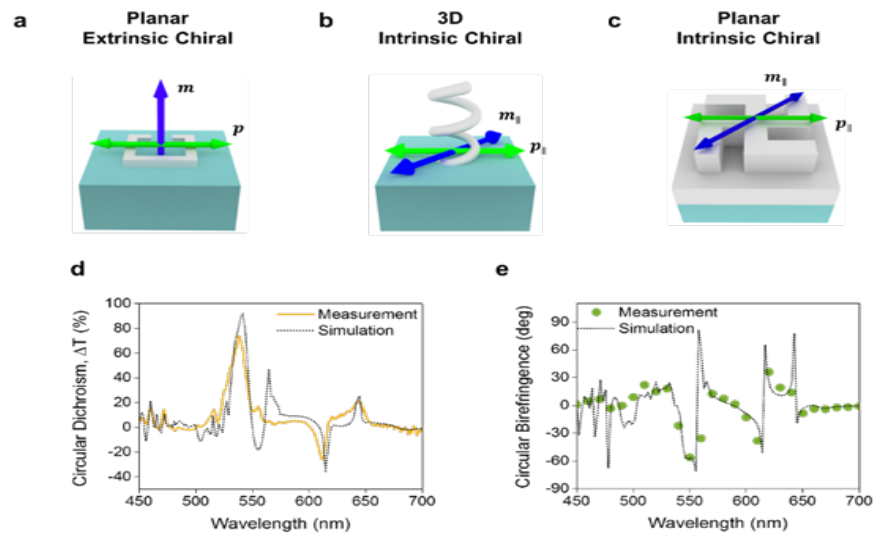 a
Planar
Extrinsic Chiral
b
3D
Intrinsic Chiral
c
Planar
Intrinsic Chiral
m
p
m∥
p∥
m∥
p∥
d
Circular Dichroism, ΔT (%)
100
80
60
40
20
0
-20
-40
Measurement
Simulation
450 500 550 600 650 700
Wavelength (nm)
e
Circular Birefringence (deg)
90
60
30
0
-30
-60
-90
Measurement
Simulation
450 500 550 600 650 700
Wavelength (nm)